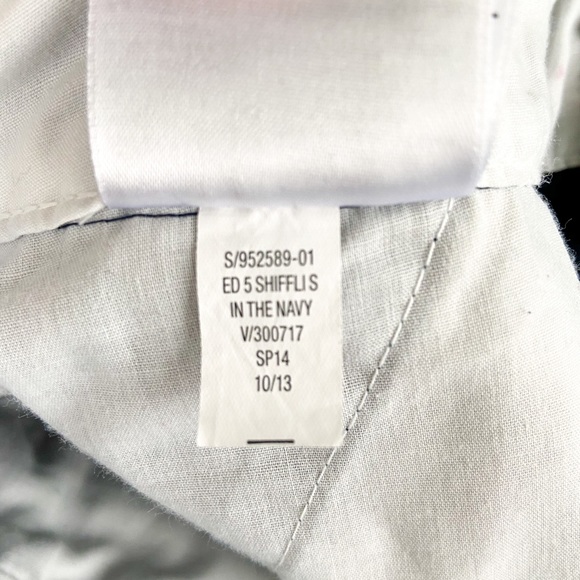 S/952589-01
ED 5 SHIFFLI S
IN THE NAVY
V/300717
SP14
10/13